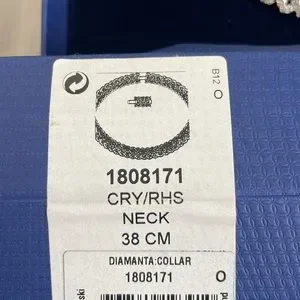 B12 O
1808171
CRY/RHS
NECK
38 CM
DIAMANTA:COLLAR
1808171 O